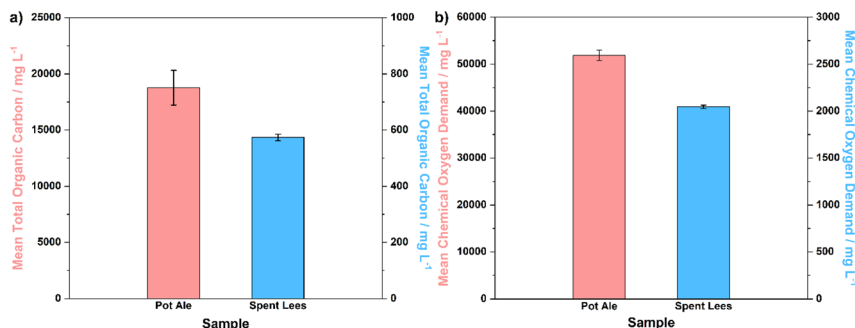 a)
Mean Total Organic Carbon / mg L⁻¹
25000
20000
15000
10000
5000
0
1000
800
600
400
200
0
Mean Total Organic Carbon / mg L⁻¹
Pot Ale
Spent Lees
Sample
b)
Mean Chemical Oxygen Demand / mg L⁻¹
60000
50000
40000
30000
20000
10000
0
3000
2500
2000
1500
1000
500
0
Mean Chemical Oxygen Demand / mg L⁻¹
Pot Ale
Spent Lees
Sample